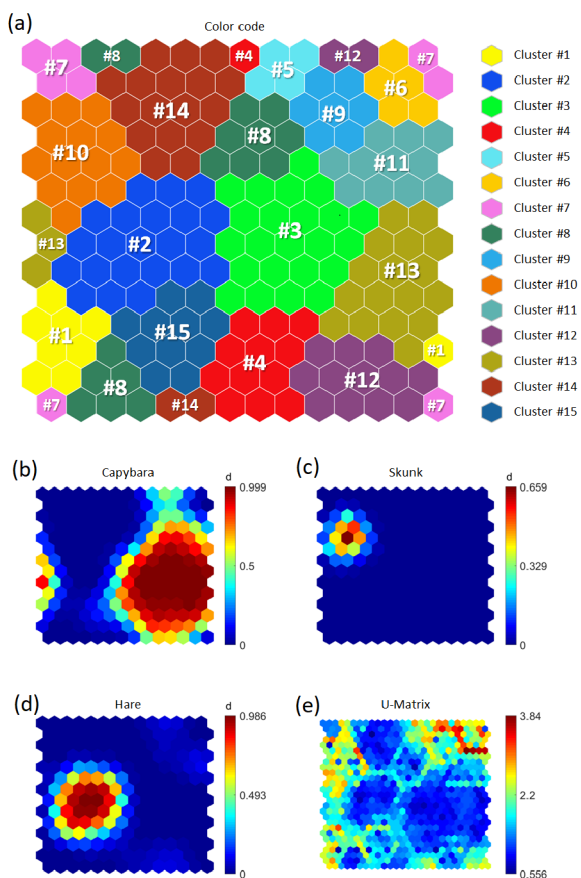 (a)
Color code
#7
#8
#4
#5
#12
#7
#6
#14
#9
#8
#10
#11
#3
#2
#13
#13
#15
#1
#1
#4
#12
#8
#7
#14
#7
Cluster #1
Cluster #2
Cluster #3
Cluster #4
Cluster #5
Cluster #6
Cluster #7
Cluster #8
Cluster #9
Cluster #10
Cluster #11
Cluster #12
Cluster #13
Cluster #14
Cluster #15
(b)
Capybara
d
0.999
0.5
0
(c)
Skunk
d
0.659
0.329
0
(d)
Hare
d
0.986
0.493
0
(e)
U-Matrix
3.84
2.2
0.556